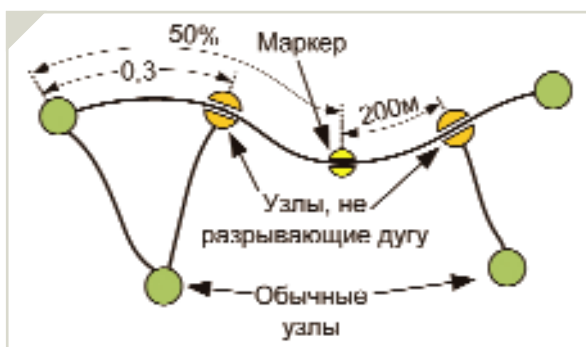 50%
Маркер
0,3
200м
Узлы, не
разрывающие дугу
Обычные
узлы